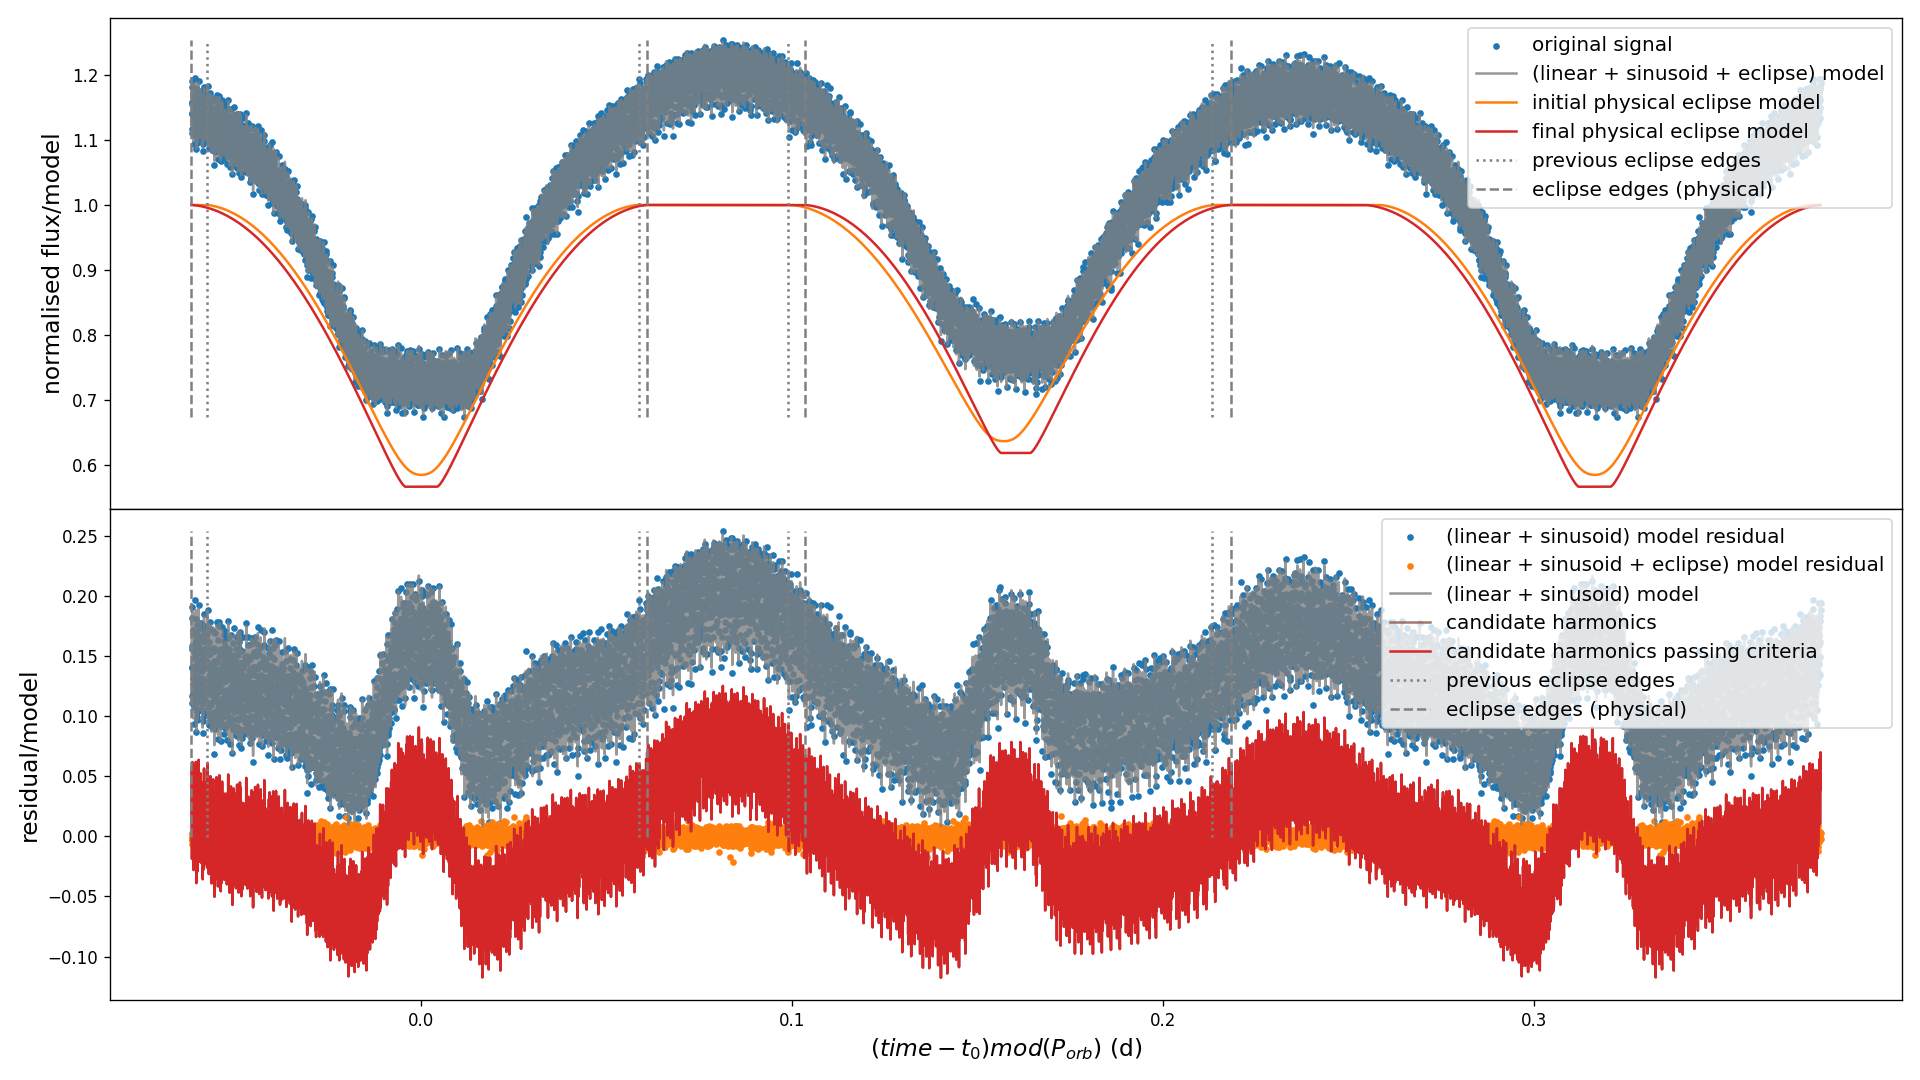 normalised flux/model
1.2
1.1
1.0
0.9
0.8
0.7
0.6
original signal
(linear + sinusoid + eclipse) model
initial physical eclipse model
final physical eclipse model
previous eclipse edges
eclipse edges (physical)
residual/model
0.25
0.20
0.15
0.10
0.05
0.00
−0.05
−0.10
(linear + sinusoid) model residual
(linear + sinusoid + eclipse) model residual
(linear + sinusoid) model
candidate harmonics
candidate harmonics passing criteria
previous eclipse edges
eclipse edges (physical)
0.0 0.1 0.2 0.3
(time − t₀)mod(P_orb) (d)